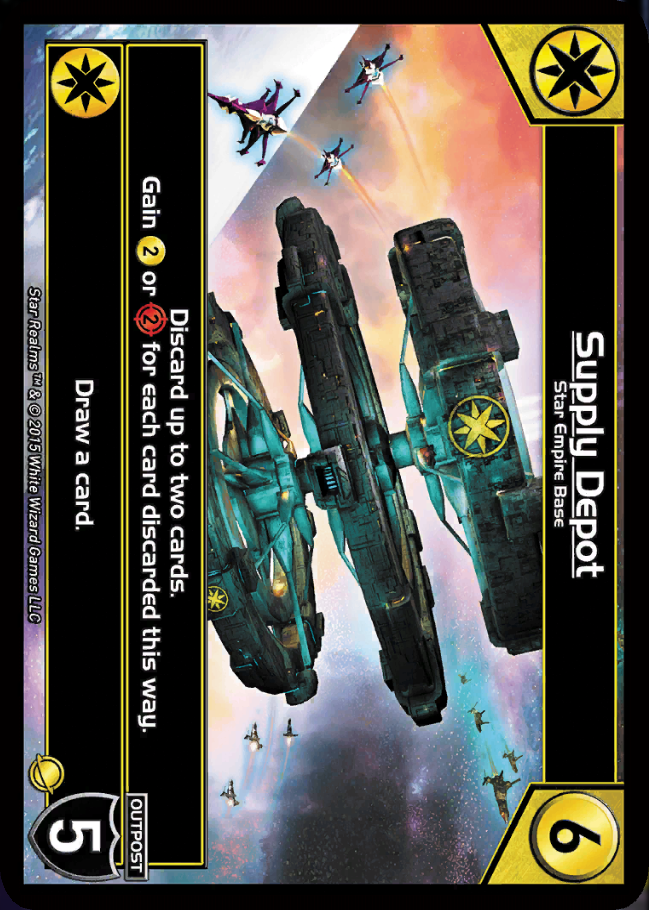 Supply Depot
Star Empire Base
6
Discard up to two cards.
Gain 2 or 2 for each card discarded this way.
OUTPOST
Draw a card.
5
Star Realms™ & © 2015 White Wizard Games LLC